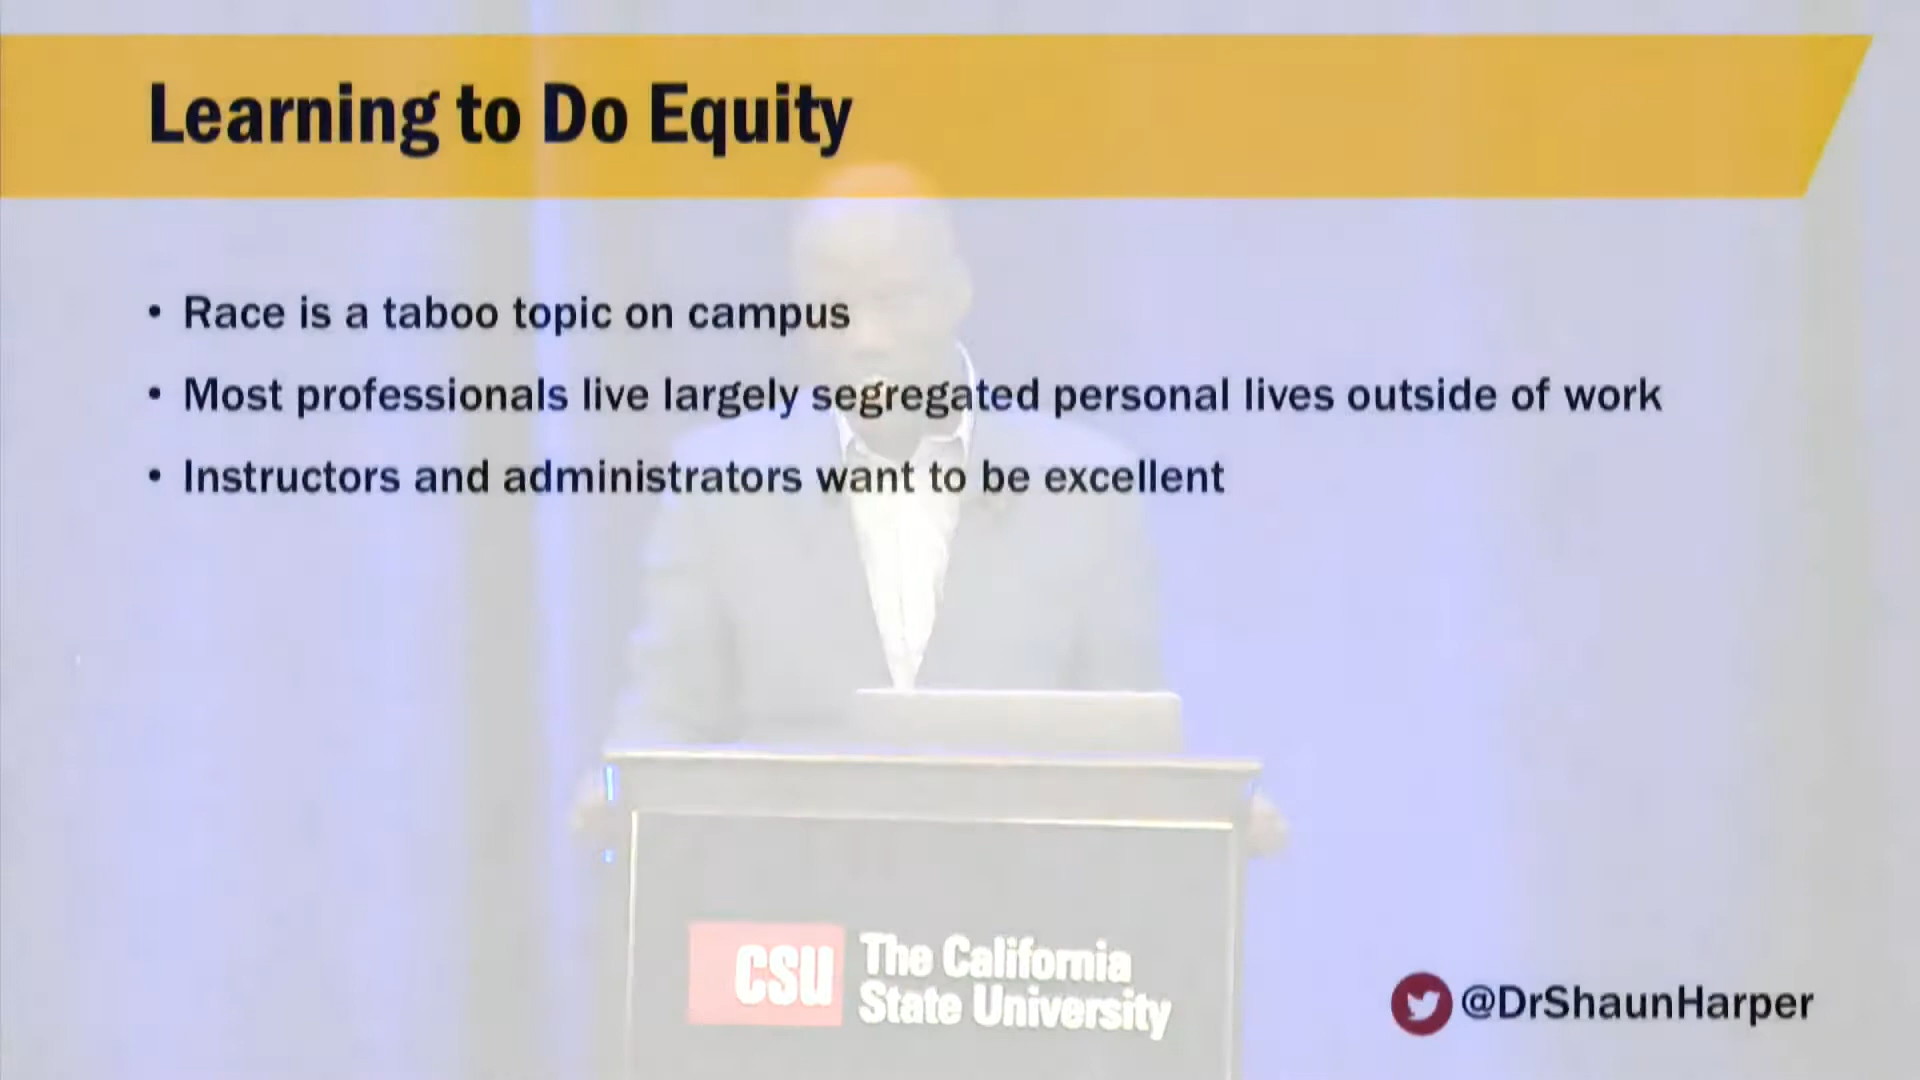 Learning to Do Equity
• Race is a taboo topic on campus
• Most professionals live largely segregated personal lives outside of work
• Instructors and administrators want to be excellent
CSU The California
State University
@DrShaunHarper